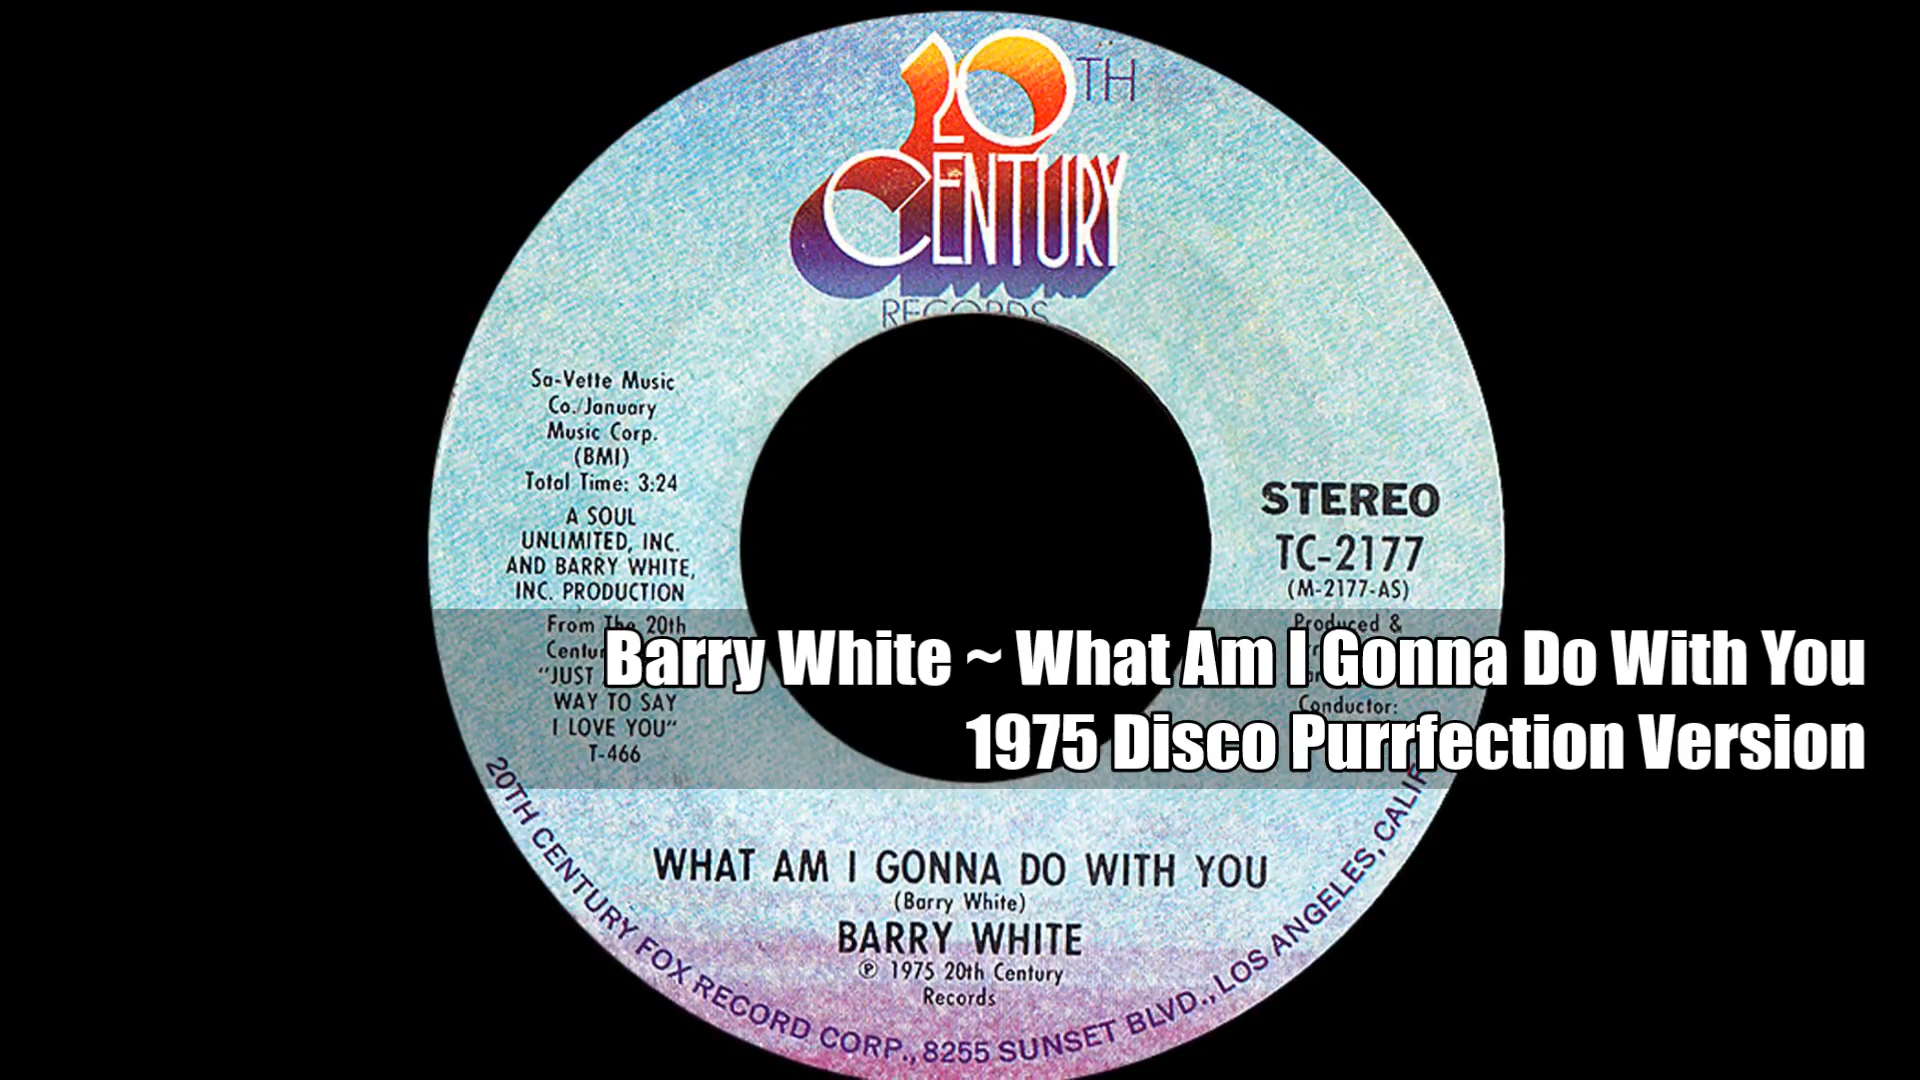 20TH
CENTURY
RECORDS
Sa-Vette Music
Co./January
Music Corp.
(BMI)
Total Time: 3:24
A SOUL
UNLIMITED, INC.
AND BARRY WHITE,
INC. PRODUCTION
From The 20th
"JUST
WAY TO SAY
I LOVE YOU"
T-466
STEREO
TC-2177
(M-2177-AS)
Produced &
Conductor:
Barry White ~ What Am I Gonna Do With You
1975 Disco Purrfection Version
WHAT AM I GONNA DO WITH YOU
(Barry White)
BARRY WHITE
℗ 1975 20th Century
Records
20TH CENTURY FOX RECORD CORP., 8255 SUNSET BLVD., LOS ANGELES, CALIF